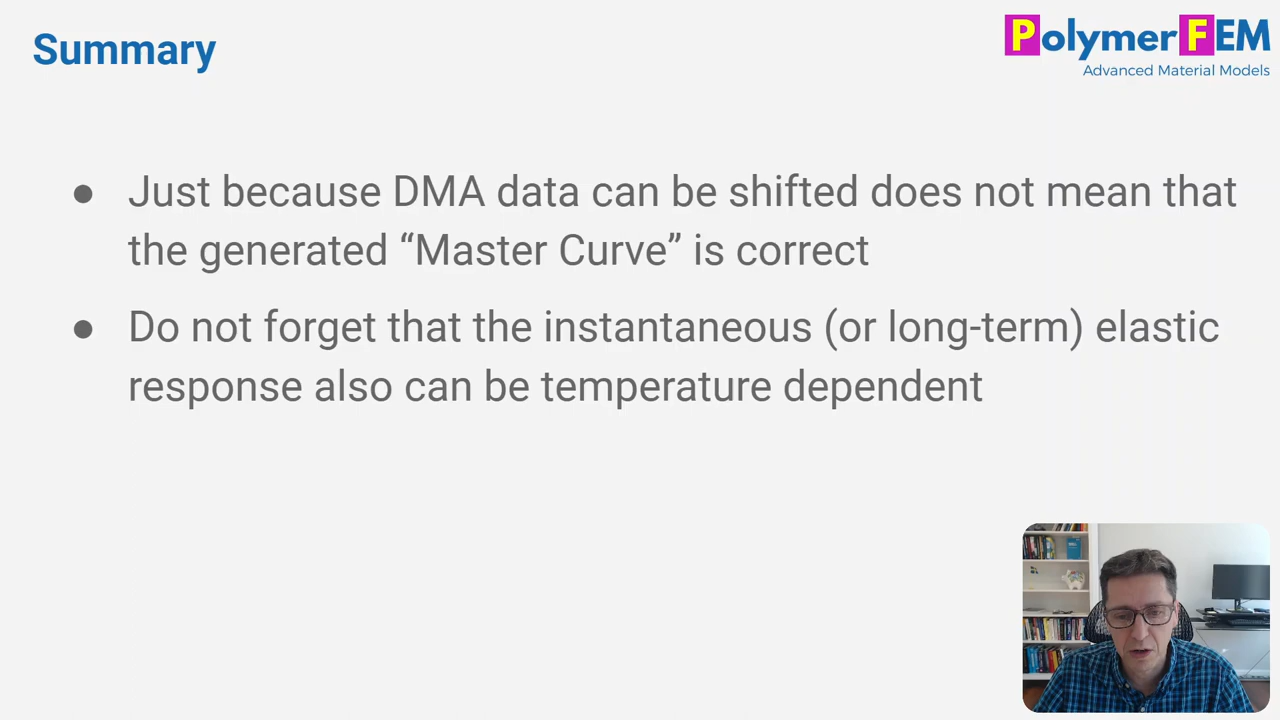 Summary
PolymerFEM
Advanced Material Models
● Just because DMA data can be shifted does not mean that
the generated “Master Curve” is correct
● Do not forget that the instantaneous (or long-term) elastic
response also can be temperature dependent